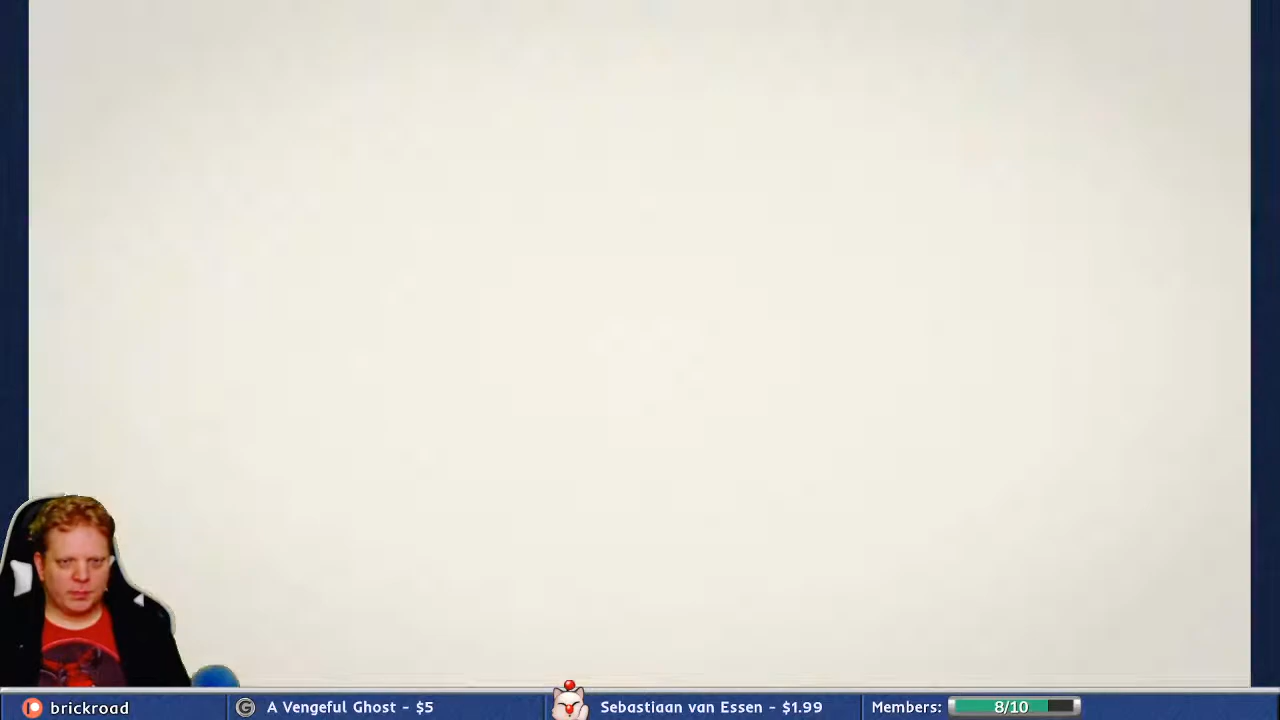 brickroad
A Vengeful Ghost - $5
Sebastiaan van Essen - $1.99
Members: 8/10